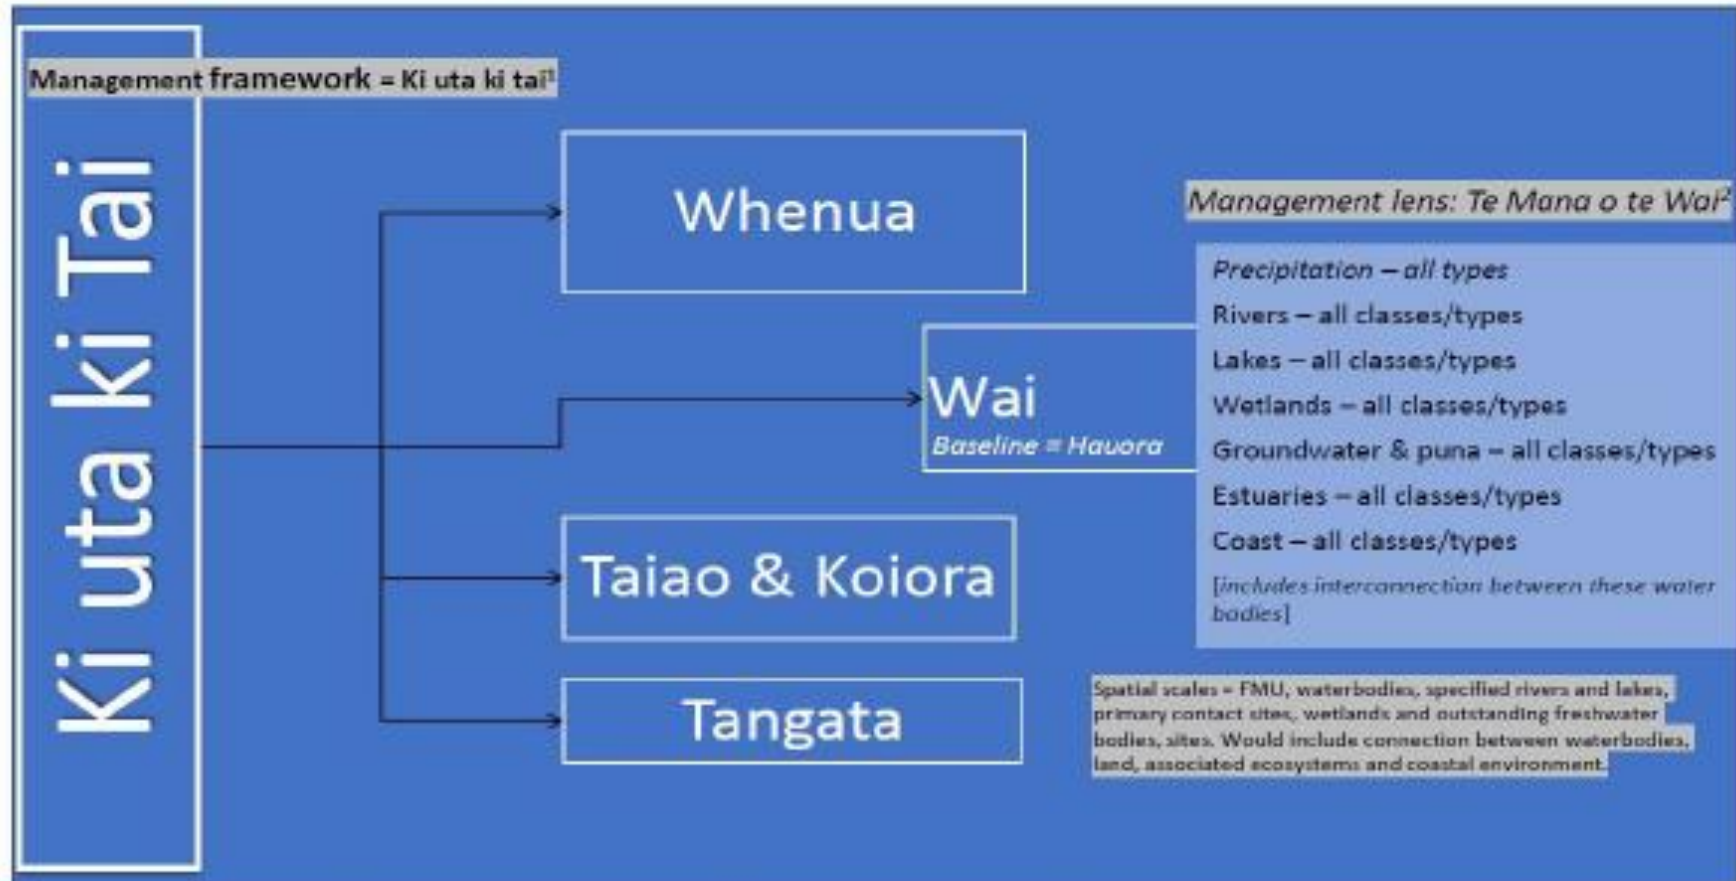 Management framework = Ki uta ki tai¹
Ki uta ki Tai
Whenua
Wai
Baseline = Hauora
Taiao & Koiora
Tangata
Management lens: Te Mana o te Wai²
Precipitation – all types
Rivers – all classes/types
Lakes – all classes/types
Wetlands – all classes/types
Groundwater & puna – all classes/types
Estuaries – all classes/types
Coast – all classes/types
[includes interconnection between these water
bodies]
Spatial scales = FMU, waterbodies, specified rivers and lakes,
primary contact sites, wetlands and outstanding freshwater
bodies, sites. Would include connection between waterbodies,
land, associated ecosystems and coastal environment.